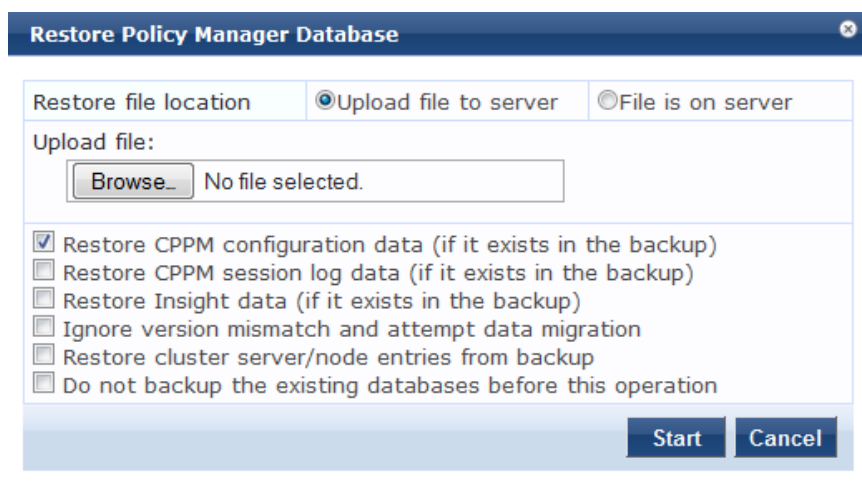 Restore Policy Manager Database
Restore file location Upload file to server File is on server
Upload file:
Browse_ No file selected.
Restore CPPM configuration data (if it exists in the backup)
Restore CPPM session log data (if it exists in the backup)
Restore Insight data (if it exists in the backup)
Ignore version mismatch and attempt data migration
Restore cluster server/node entries from backup
Do not backup the existing databases before this operation
Start Cancel